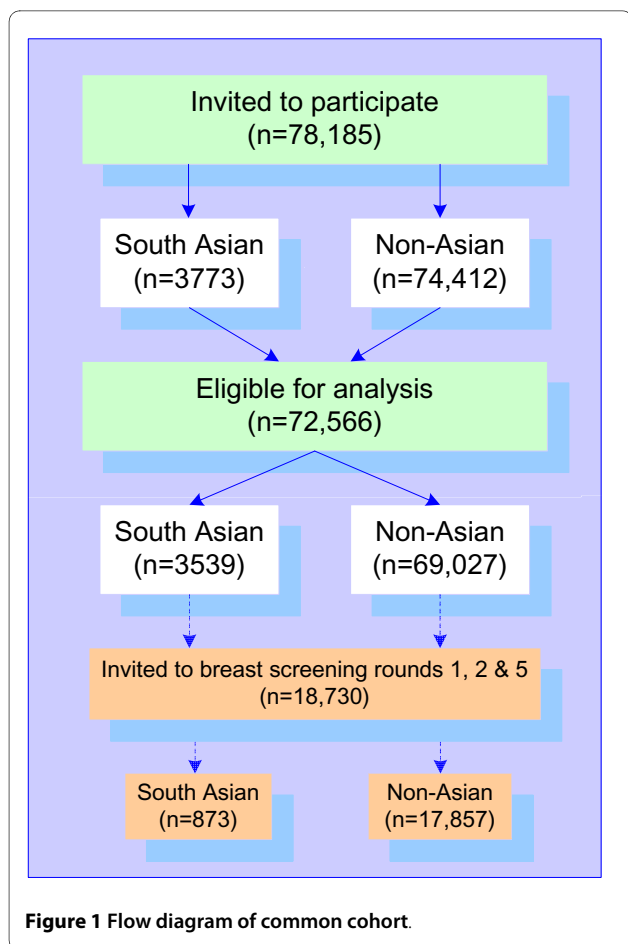 Invited to participate
(n=78,185)
South Asian
(n=3773)
Non-Asian
(n=74,412)
Eligible for analysis
(n=72,566)
South Asian
(n=3539)
Non-Asian
(n=69,027)
Invited to breast screening rounds 1, 2 & 5
(n=18,730)
South Asian
(n=873)
Non-Asian
(n=17,857)
Figure 1 Flow diagram of common cohort.